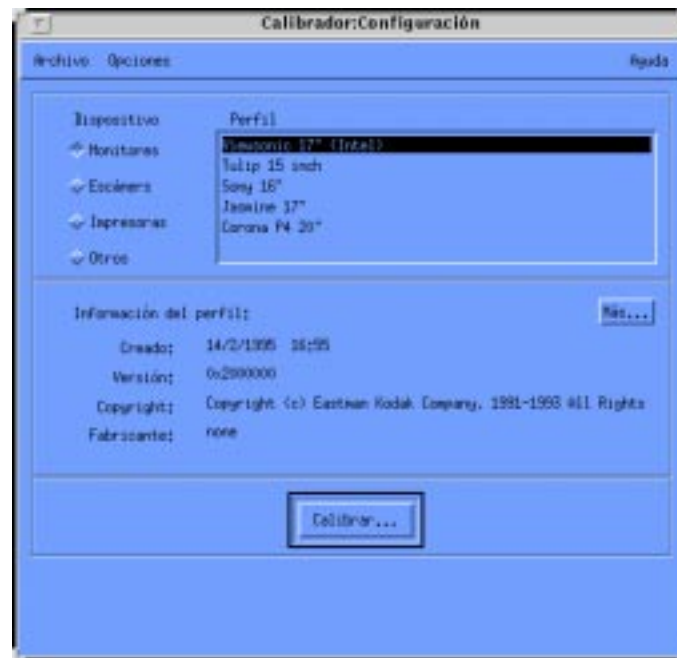 Calibrador:Configuración
Archivo Opciones Ayuda
Dispositivo Perfil
Monitores
Viewsonic 17" (Intel)
Tulip 15 inch
Escáners
Sony 16"
Jasmine 17"
Impresoras
Corona P4 20"
Otros
Información del perfil:
Más...
Creado: 14/2/1995
Versión: 0x2000000
Copyright: Copyright (c) Eastman Kodak Company, 1991-1993 All Rights
Fabricante: none
Calibrar...